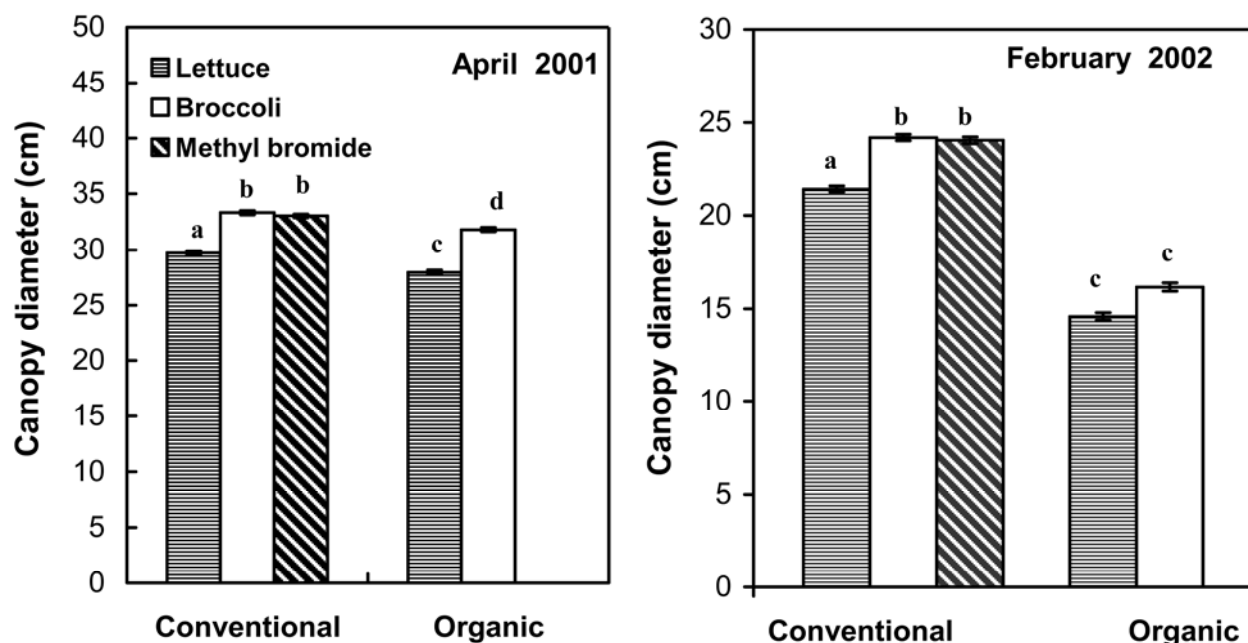 50
45
40
35
30
25
20
15
10
5
0
Canopy diameter (cm)
April 2001
Lettuce
Broccoli
Methyl bromide
a
b
b
c
d
Conventional
Organic
30
25
20
15
10
5
0
Canopy diameter (cm)
February 2002
a
b
b
c
c
Conventional
Organic